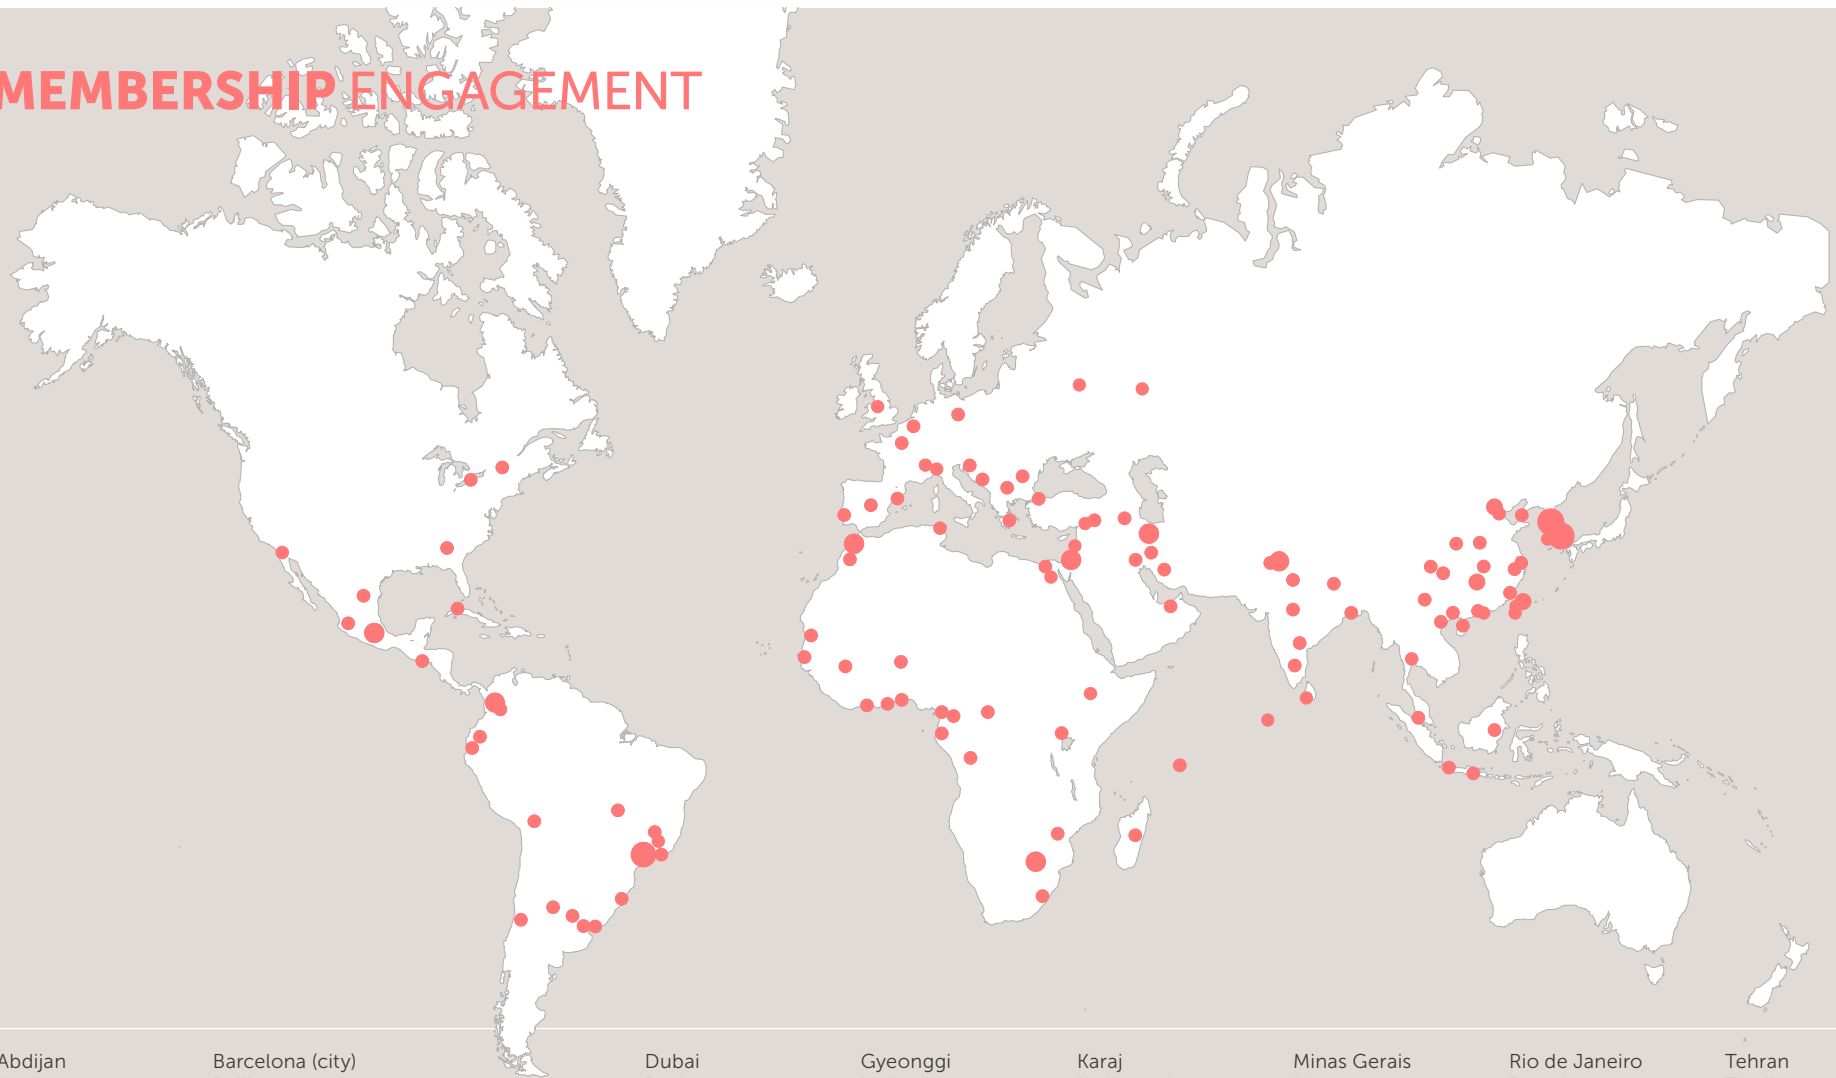 MEMBERSHIP ENGAGEMENT
Abdijan
Barcelona (city)
Dubai
Gyeonggi
Karaj
Minas Gerais
Rio de Janeiro
Tehran